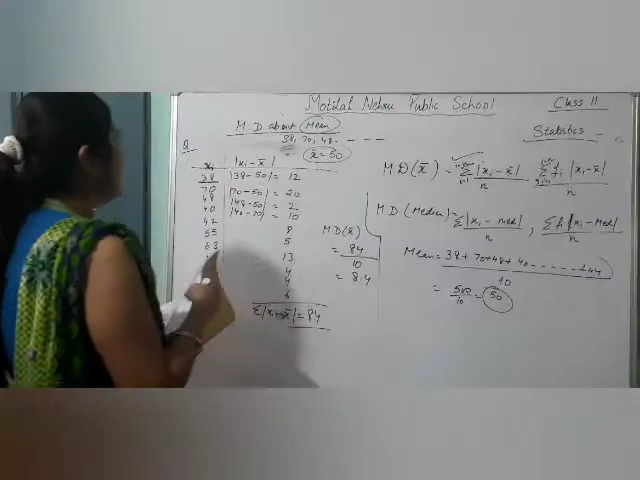 Motilal Nehru Public School Class 11
M.D about Mean Statistics
38, 70, 48 - - - -
x̄ = 50
Q
xi |xi - x̄|
38 |38 - 50| = 12
70 |70 - 50| = 20
48 |48 - 50| = 2
40 |40 - 50| = 10
42 8
55 5
63 13
4
4
6
Σ|xi - x̄| = 84
M.D(x̄)
= 84
10
= 8.4
M.D(x̄) = Σ |xi - x̄| Σ fi |xi - x̄|
n n
M.D (Median) = Σ |xi - med| , Σ fi |xi - med|
n n
Mean = 38 + 70 + 48 + 40 - - - - - - + 44
10
= 500 = 50
10